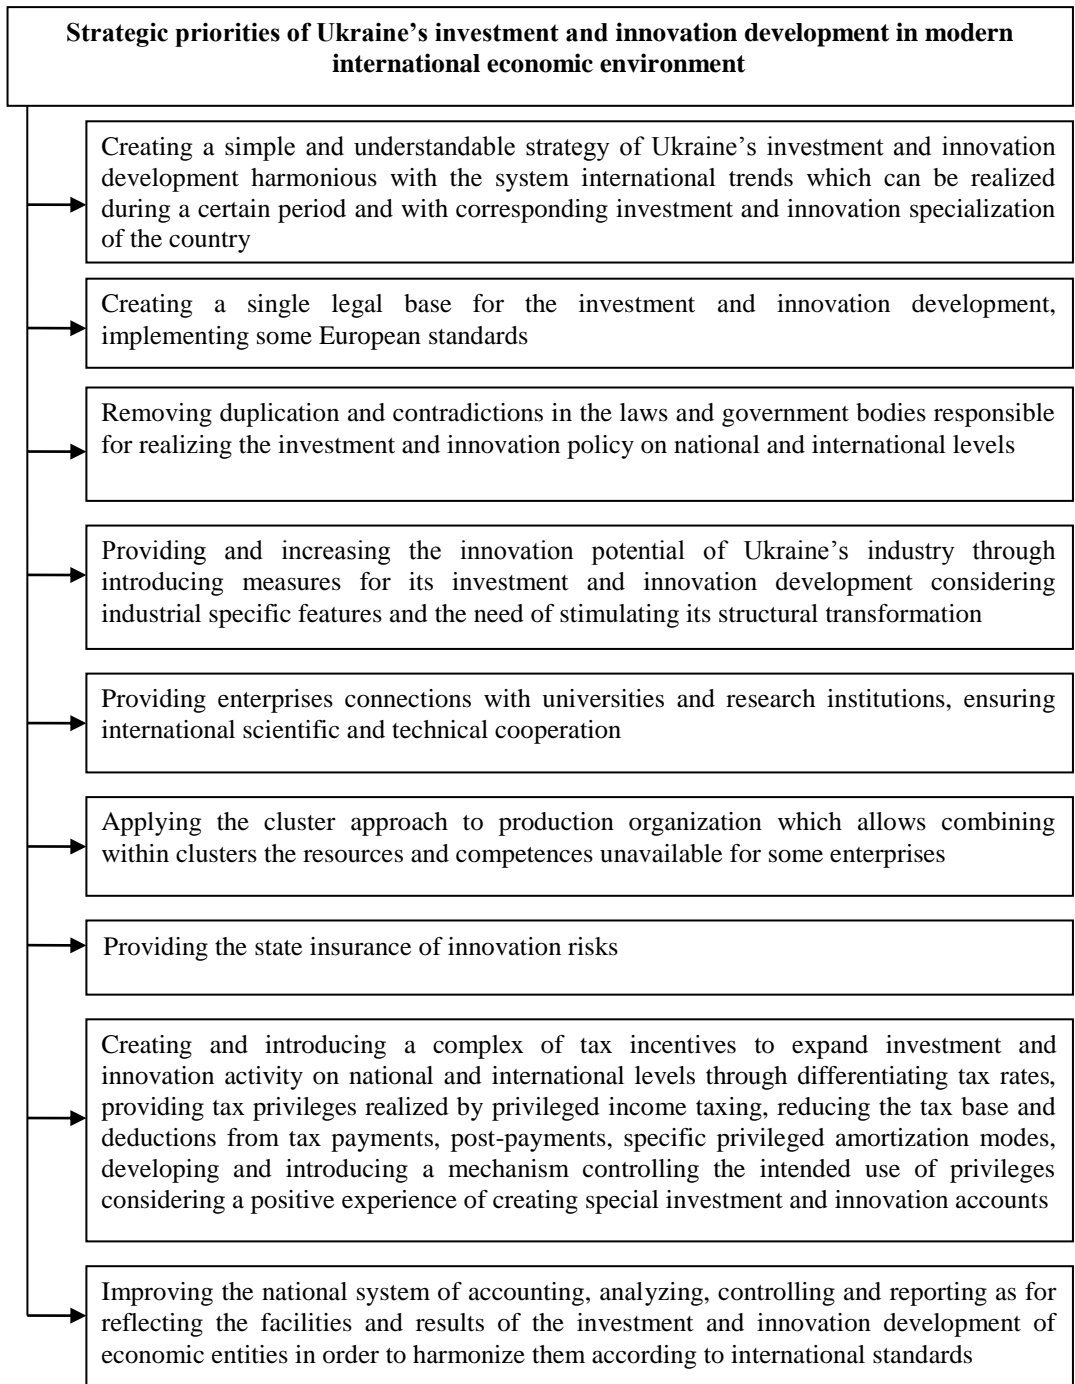 Strategic priorities of Ukraine’s investment and innovation development in modern
international economic environment
Creating a simple and understandable strategy of Ukraine’s investment and innovation
development harmonious with the system international trends which can be realized
during a certain period and with corresponding investment and innovation specialization
of the country
Creating a single legal base for the investment and innovation development,
implementing some European standards
Removing duplication and contradictions in the laws and government bodies responsible
for realizing the investment and innovation policy on national and international levels
Providing and increasing the innovation potential of Ukraine’s industry through
introducing measures for its investment and innovation development considering
industrial specific features and the need of stimulating its structural transformation
Providing enterprises connections with universities and research institutions, ensuring
international scientific and technical cooperation
Applying the cluster approach to production organization which allows combining
within clusters the resources and competences unavailable for some enterprises
Providing the state insurance of innovation risks
Creating and introducing a complex of tax incentives to expand investment and
innovation activity on national and international levels through differentiating tax rates,
providing tax privileges realized by privileged income taxing, reducing the tax base and
deductions from tax payments, post-payments, specific privileged amortization modes,
developing and introducing a mechanism controlling the intended use of privileges
considering a positive experience of creating special investment and innovation accounts
Improving the national system of accounting, analyzing, controlling and reporting as for
reflecting the facilities and results of the investment and innovation development of
economic entities in order to harmonize them according to international standards